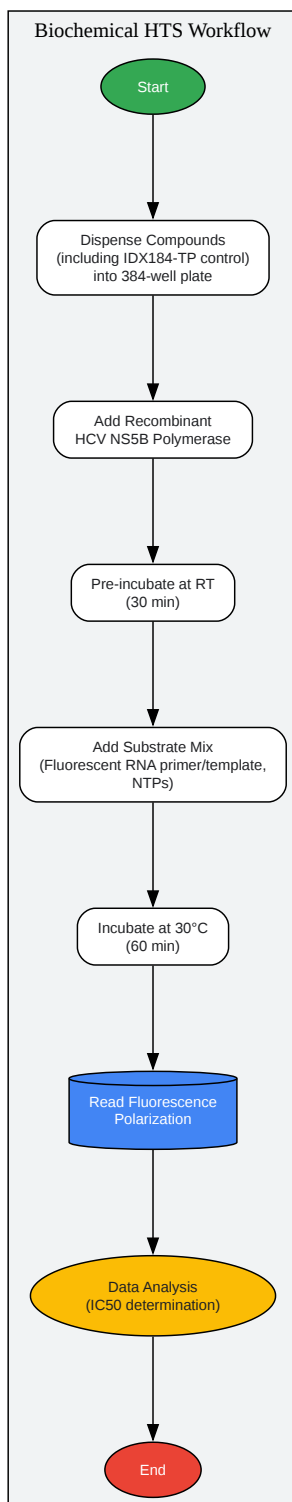 Biochemical HTS Workflow
Start
Dispense Compounds
(including IDX184-TP control)
into 384-well plate
Add Recombinant
HCV NS5B Polymerase
Pre-incubate at RT
(30 min)
Add Substrate Mix
(Fluorescent RNA primer/template,
NTPs)
Incubate at 30°C
(60 min)
Read Fluorescence
Polarization
Data Analysis
(IC50 determination)
End